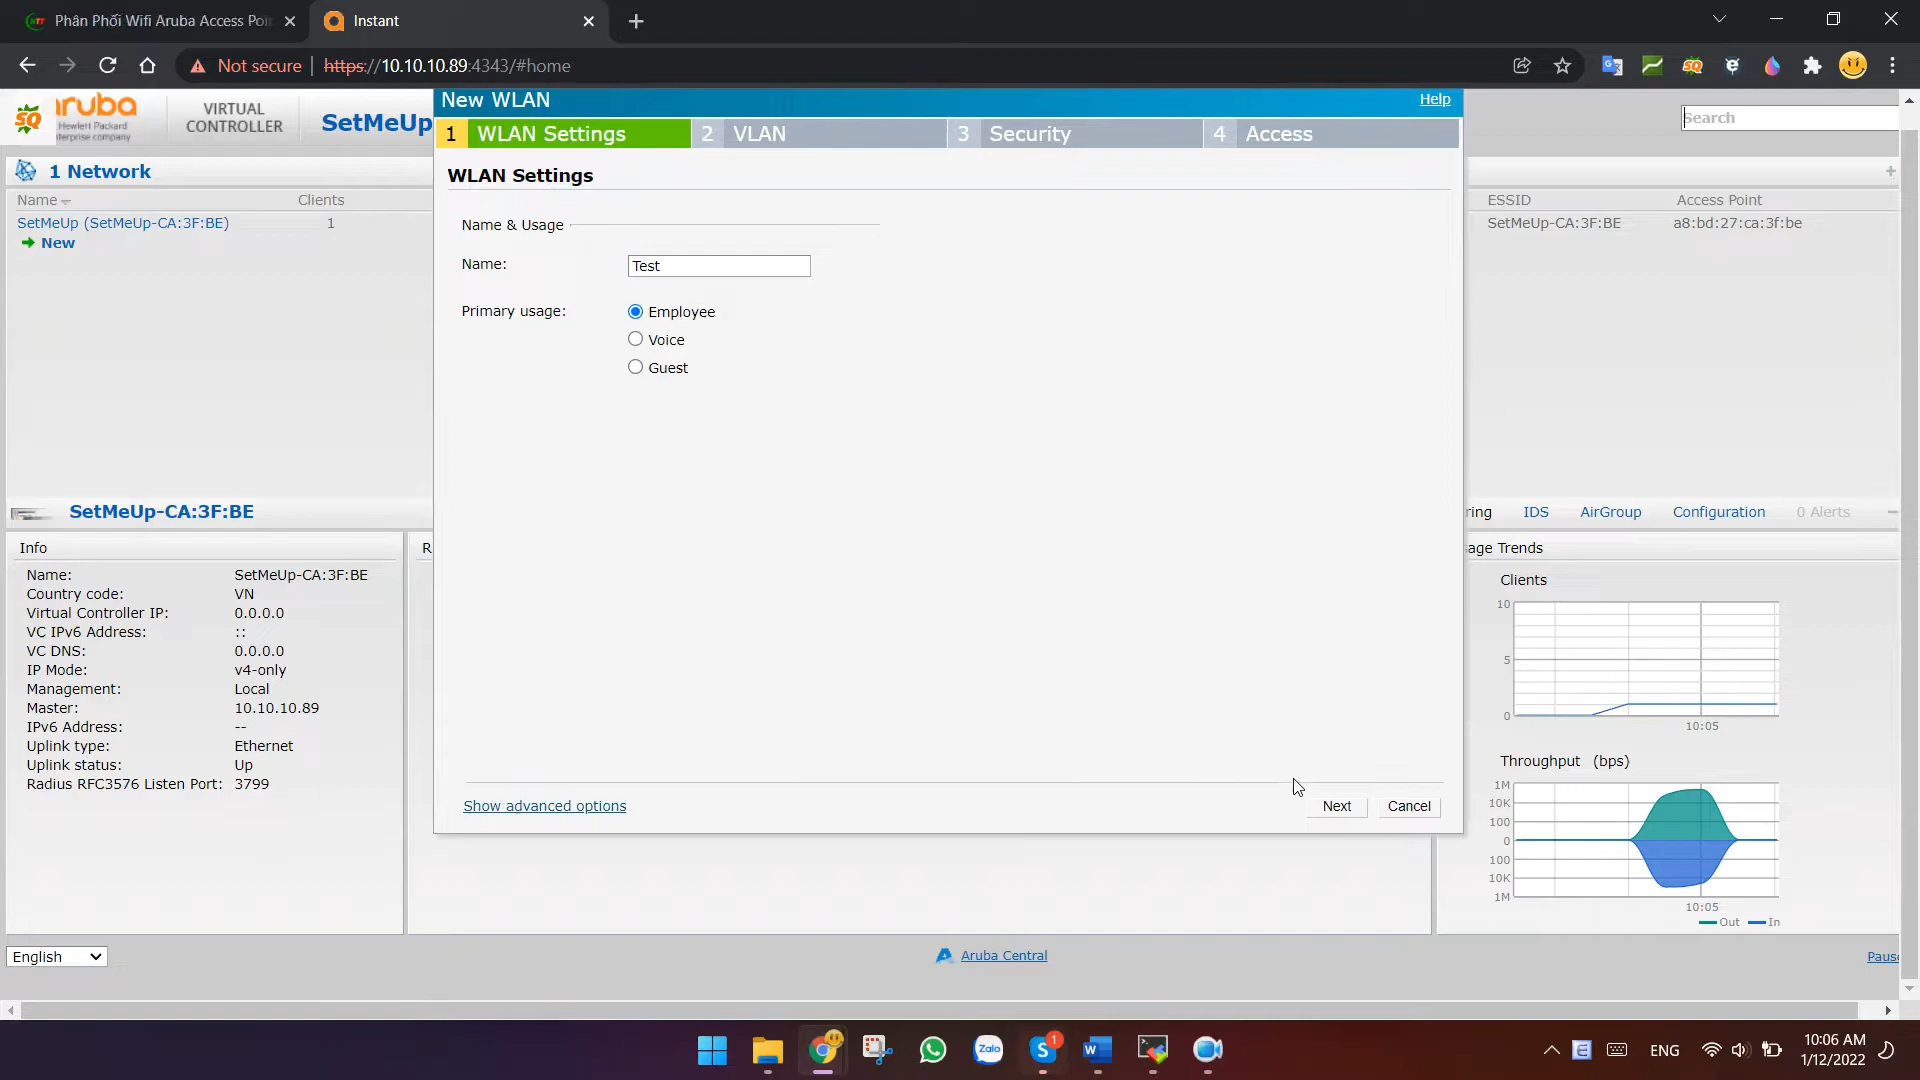 Phân Phối Wifi Aruba Access Poi
Instant
Not secure
https://10.10.10.89:4343/#home
SQ
aruba
Hewlett Packard
Enterprise company
VIRTUAL
CONTROLLER
SetMeUp
New WLAN
Help
Search
1 WLAN Settings
2 VLAN
3 Security
4 Access
1 Network
Name
Clients
SetMeUp (SetMeUp-CA:3F:BE)
1
New
WLAN Settings
Name & Usage
Name:
Test
Primary usage:
Employee
Voice
Guest
Show advanced options
Next
Cancel
ESSID
Access Point
SetMeUp-CA:3F:BE
a8:bd:27:ca:3f:be
SetMeUp-CA:3F:BE
ring
IDS
AirGroup
Configuration
0 Alerts
Info
Name: SetMeUp-CA:3F:BE
Country code: VN
Virtual Controller IP: 0.0.0.0
VC IPv6 Address: ::
VC DNS: 0.0.0.0
IP Mode: v4-only
Management: Local
Master: 10.10.10.89
IPv6 Address: --
Uplink type: Ethernet
Uplink status: Up
Radius RFC3576 Listen Port: 3799
R
age Trends
Clients
10
5
0
10:05
Throughput (bps)
1M
10K
100
0
100
10K
1M
10:05
Out
In
English
Aruba Central
Paus
Zalo
S
1
W
E
ENG
10:06 AM
1/12/2022